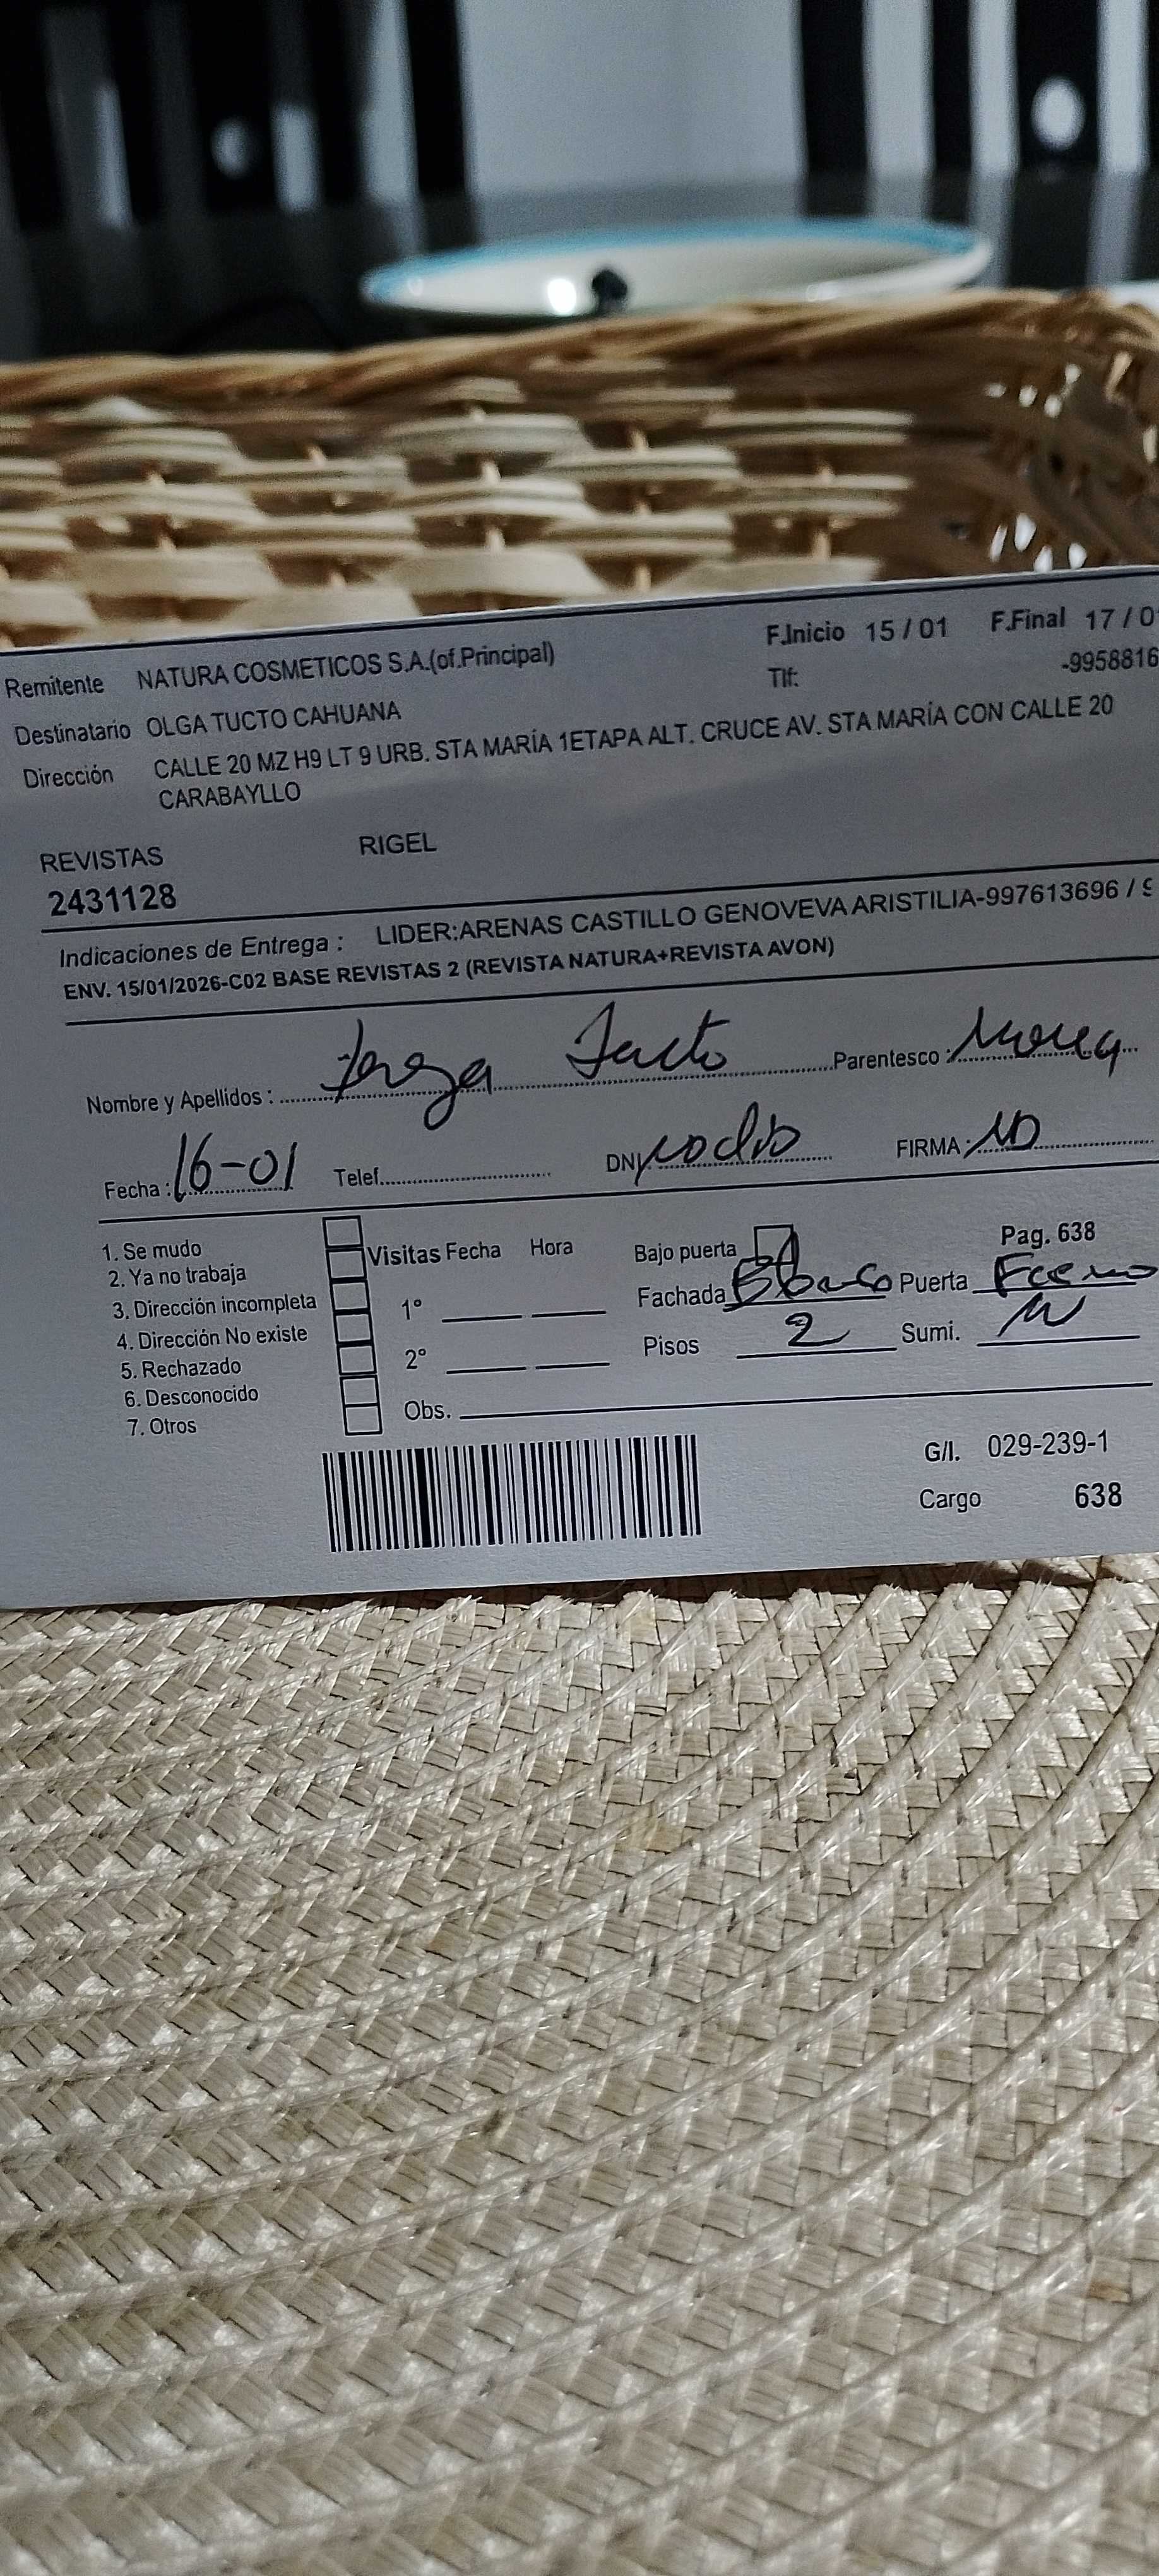 Remitente NATURA COSMETICOS S.A.(of.Principal) F.Inicio 15 / 01 F.Final 17 / 0
Tlf: -9958816
Destinatario OLGA TUCTO CAHUANA
Dirección CALLE 20 MZ H9 LT 9 URB. STA MARÍA 1ETAPA ALT. CRUCE AV. STA MARÍA CON CALLE 20
CARABAYLLO
REVISTAS RIGEL
2431128
Indicaciones de Entrega : LIDER:ARENAS CASTILLO GENOVEVA ARISTILIA-997613696 / 9
ENV. 15/01/2026-C02 BASE REVISTAS 2 (REVISTA NATURA+REVISTA AVON)
Nombre y Apellidos : Tucto Parentesco :
Fecha : 16-01 Telef. DNI FIRMA :
1. Se mudo
2. Ya no trabaja
3. Dirección incompleta
4. Dirección No existe
5. Rechazado
6. Desconocido
7. Otros
Visitas Fecha Hora
1°
2°
Obs.
Bajo puerta Pag. 638
Fachada Blanco Puerta
Pisos 2 Sumi.
G/I. 029-239-1
Cargo 638